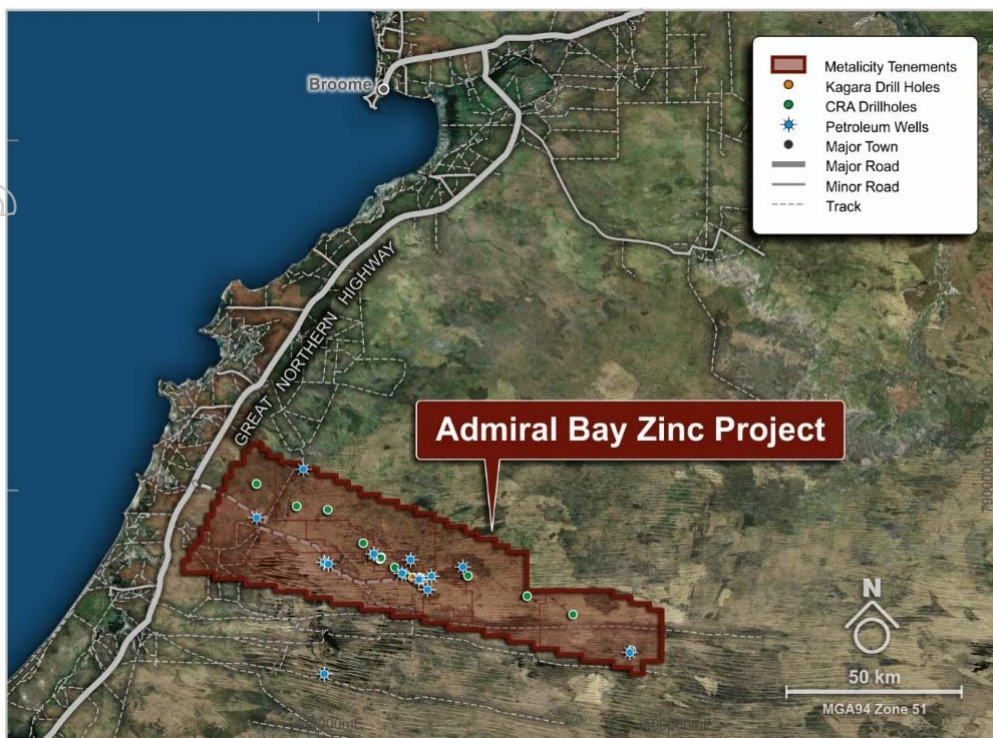 Broome
Metalicity Tenements
Kagara Drill Holes
CRA Drillholes
Petroleum Wells
Major Town
Major Road
Minor Road
Track
GREAT NORTHERN HIGHWAY
Admiral Bay Zinc Project
N
50 km
MGA94 Zone 51